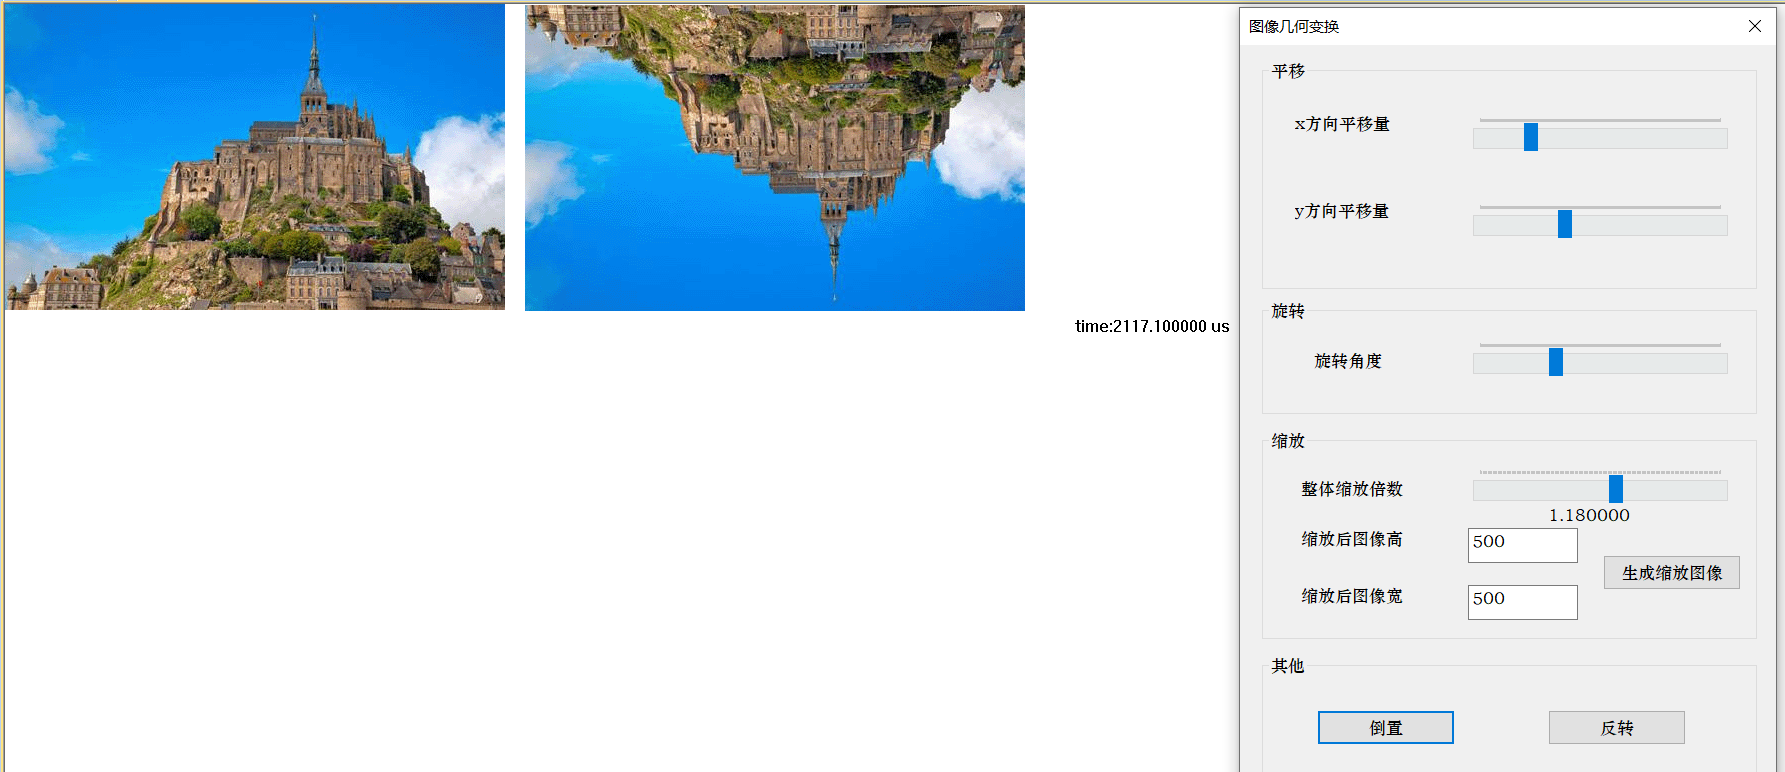 图像几何变换
平移
x方向平移量
y方向平移量
time:2117.100000 us
旋转
旋转角度
缩放
整体缩放倍数
1.180000
缩放后图像高
500
生成缩放图像
缩放后图像宽
500
其他
倒置
反转